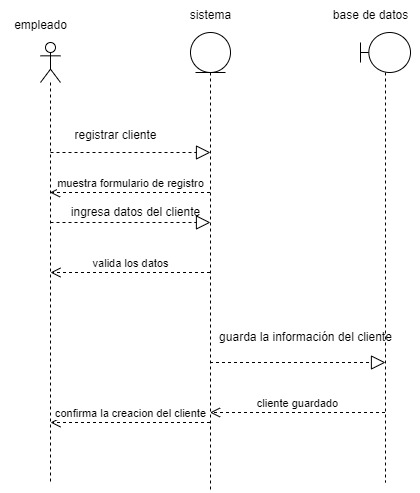 empleado
sistema
base de datos
registrar cliente
muestra formulario de registro
ingresa datos del cliente
valida los datos
guarda la información del cliente
cliente guardado
confirma la creacion del cliente